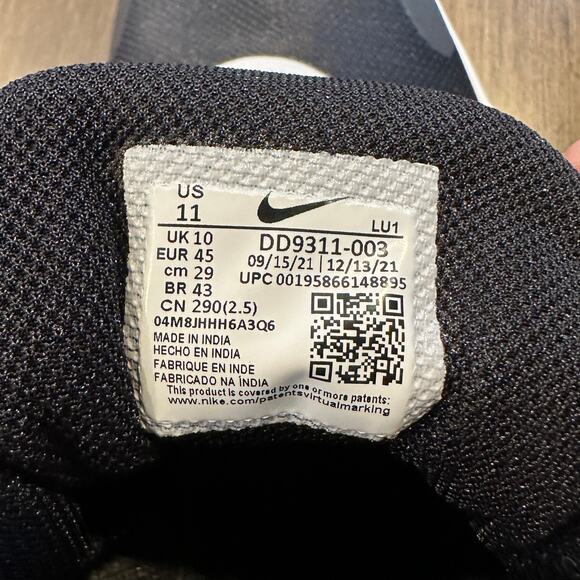 US
11
UK 10
EUR 45
cm 29
BR 43
CN 290(2.5)
04M8JHHH6A3Q6
LU1
DD9311-003
09/15/21 | 12/13/21
UPC 00195866148895
MADE IN INDIA
HECHO EN INDIA
FABRIQUE EN INDE
FABRICADO NA ÍNDIA
This product is covered by one or more patents:
www.nike.com/patentsvirtualmarking